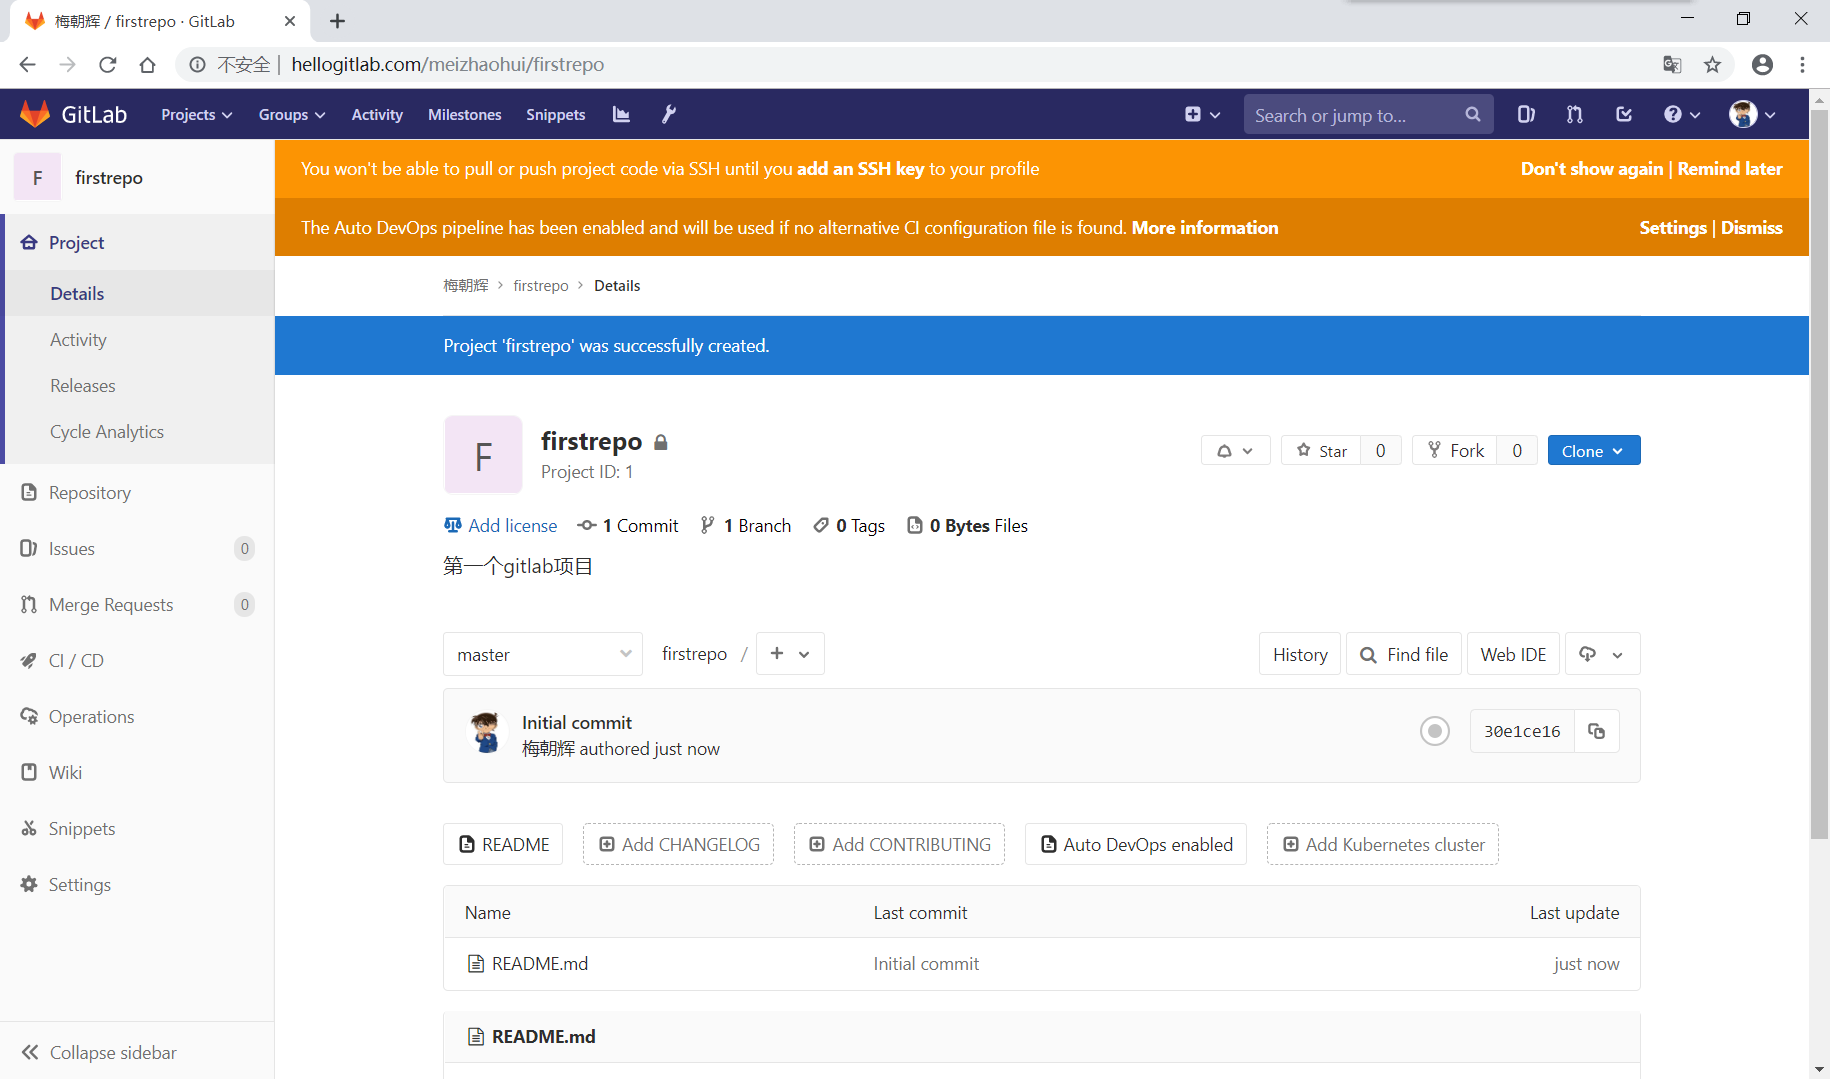 梅朝辉 / firstrepo · GitLab
不安全 | hellogitlab.com/meizhaohui/firstrepo
GitLab Projects Groups Activity Milestones Snippets Search or jump to...
F firstrepo
You won't be able to pull or push project code via SSH until you add an SSH key to your profile Don't show again | Remind later
The Auto DevOps pipeline has been enabled and will be used if no alternative CI configuration file is found. More information Settings | Dismiss
Project
Details
Activity
Releases
Cycle Analytics
Repository
Issues 0
Merge Requests 0
CI / CD
Operations
Wiki
Snippets
Settings
Collapse sidebar
梅朝辉 > firstrepo > Details
Project 'firstrepo' was successfully created.
F
firstrepo
Project ID: 1
Star 0 Fork 0 Clone
Add license 1 Commit 1 Branch 0 Tags 0 Bytes Files
第一个gitlab项目
master firstrepo / + History Find file Web IDE
Initial commit
梅朝辉 authored just now
30e1ce16
README Add CHANGELOG Add CONTRIBUTING Auto DevOps enabled Add Kubernetes cluster
Name Last commit Last update
README.md Initial commit just now
README.md